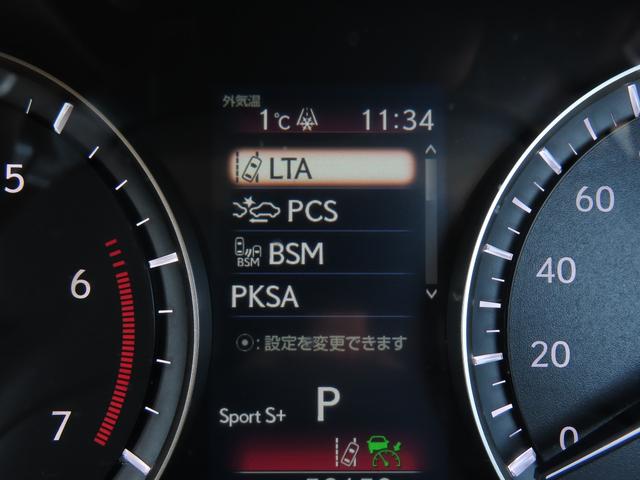 外気温
1℃ 11:34
LTA
PCS
BSM BSM
PKSA
:設定を変更できます
P
Sport S+
5
6
7
60
40
20
0